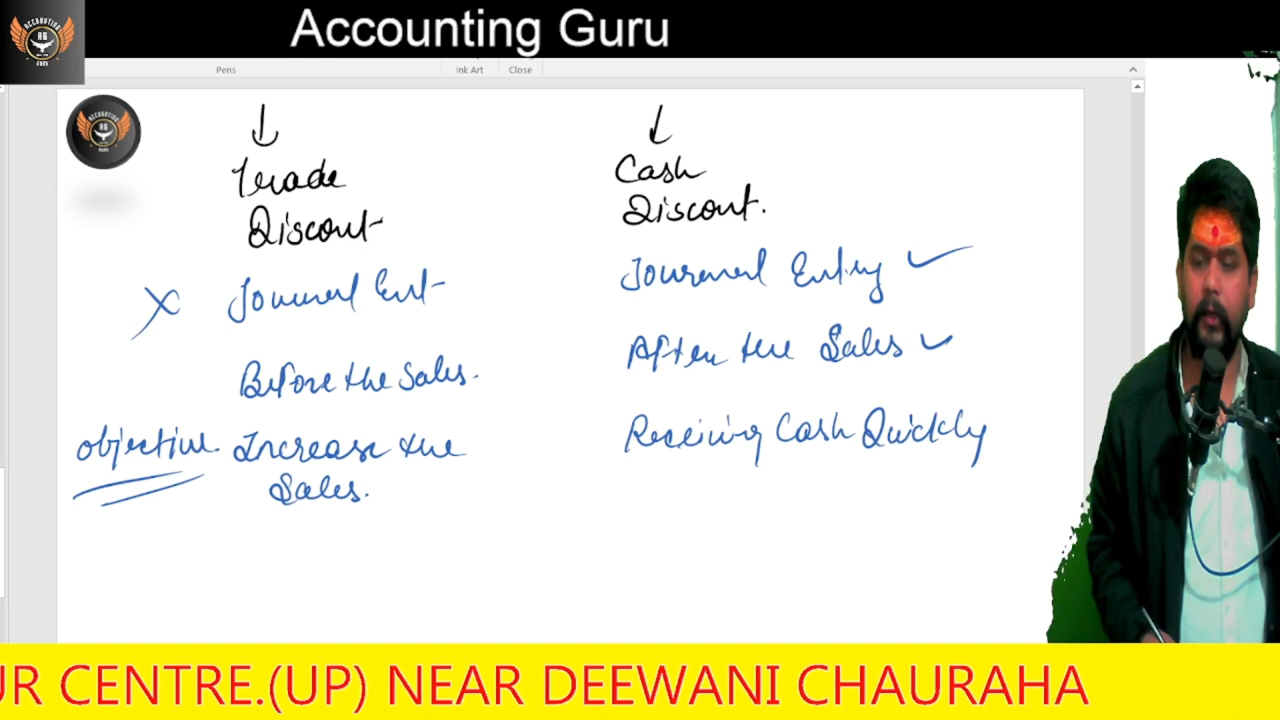 Accounting Guru
Pens
Ink Art
Close
Trade
Discount
Cash
Discount.
X Journal Ent
Journal Entry ✓
Before the Sales.
After the Sales ✓
objective. Increase the
Sales.
Receiving Cash Quickly
UR CENTRE.(UP) NEAR DEEWANI CHAURAHA